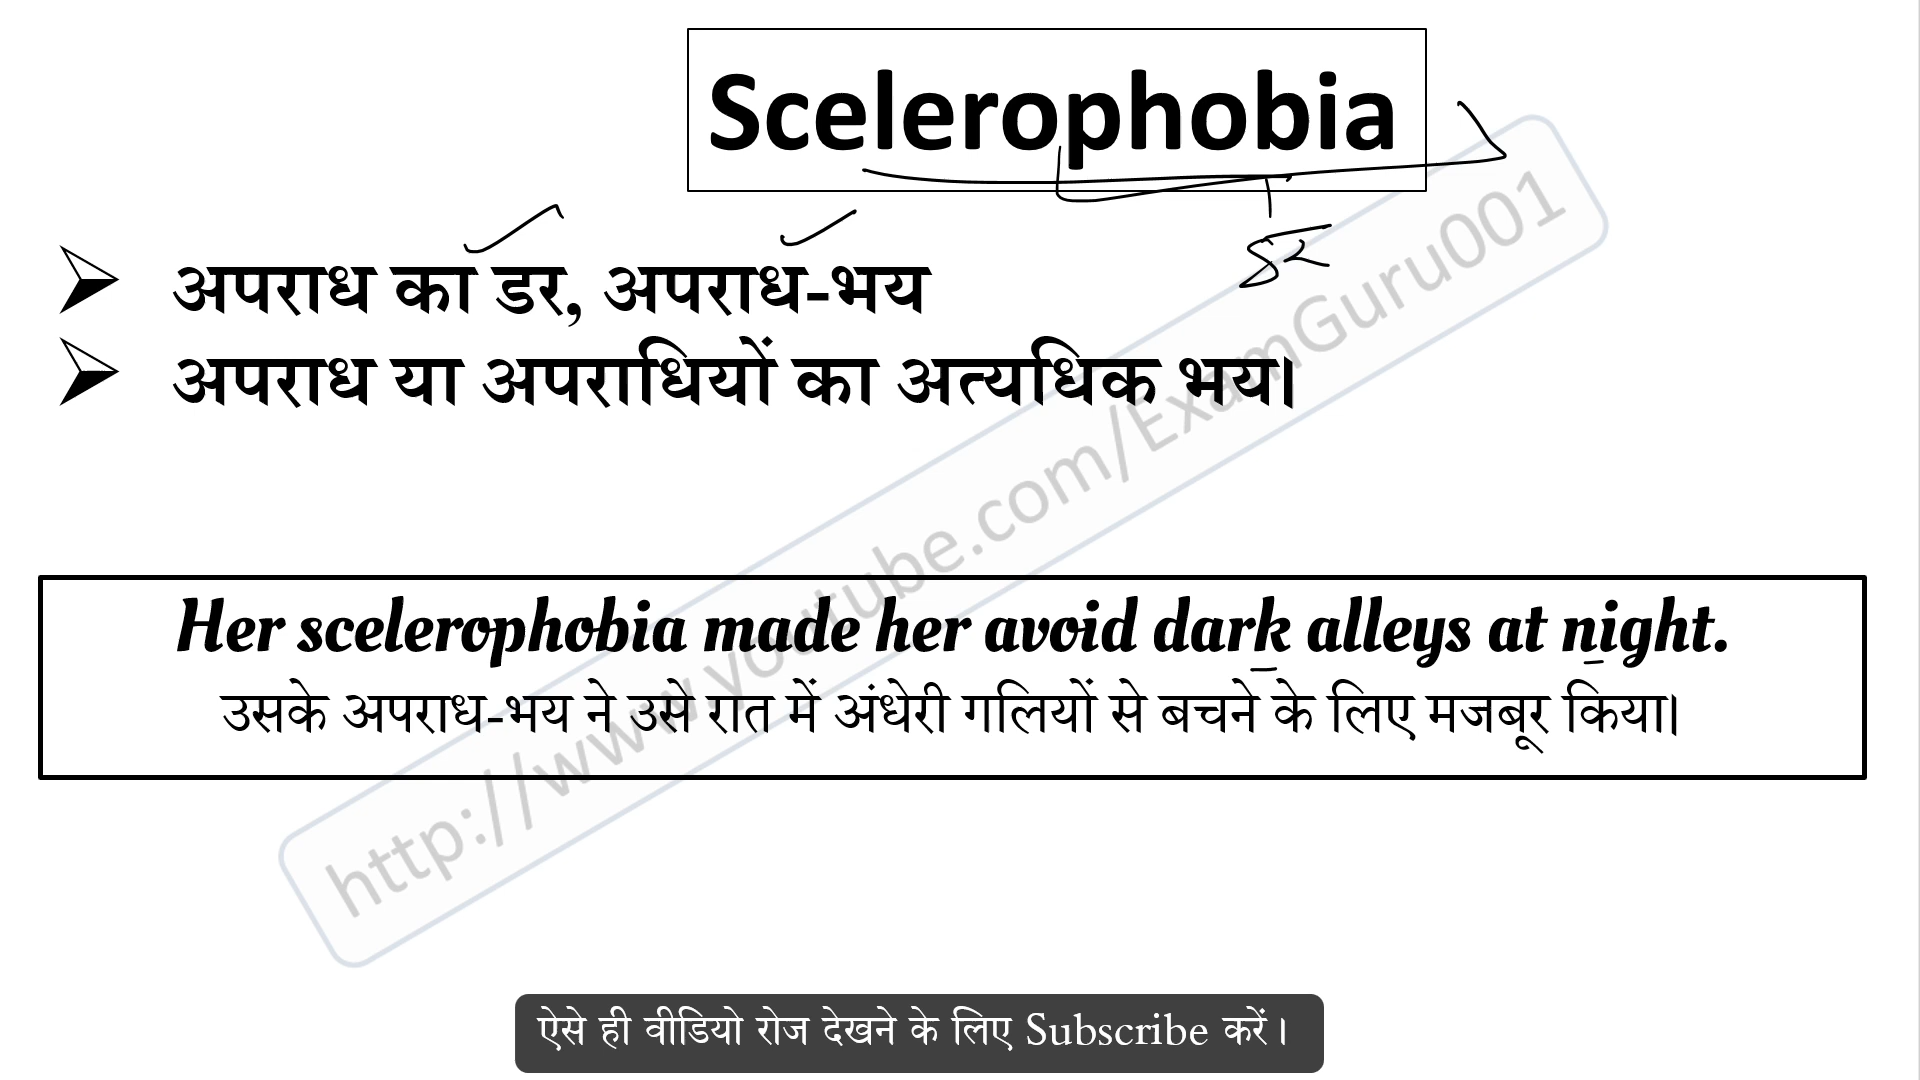 Scelerophobia
डर
अपराध का डर, अपराध-भय
अपराध या अपराधियों का अत्यधिक भय।
http://www.youtube.com/ExamGuru001
Her scelerophobia made her avoid dark alleys at night.
उसके अपराध-भय ने उसे रात में अंधेरी गलियों से बचने के लिए मजबूर किया।
ऐसे ही वीडियो रोज देखने के लिए Subscribe करें।